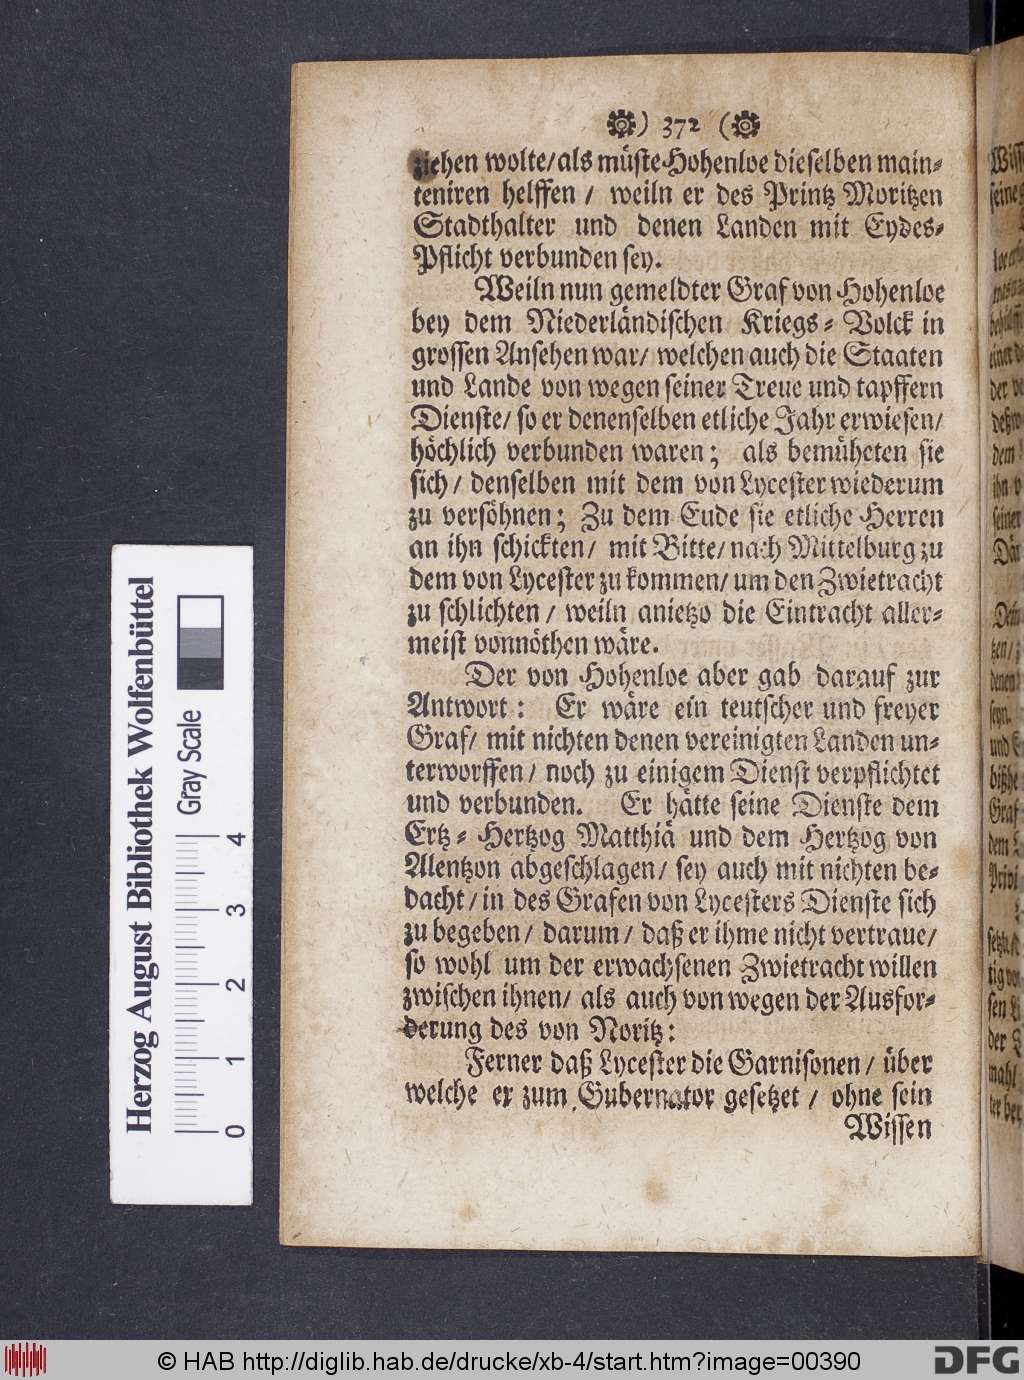 ) 372 (
ziehen wolte/als müste Hohenloe dieselben main-
teniren helffen / weiln er des Printz Moritzen
Stadthalter und denen Landen mit Eydes-
Pflicht verbunden sey.
Weiln nun gemeldter Graf von Hohenloe
bey dem Niederländischen Kriegs-Volck in
grossen Ansehen war/ welchen auch die Staaten
und Lande von wegen seiner Treue und tapffern
Dienste/ so er denenselben etliche Jahr erwiesen/
höchlich verbunden waren; als bemüheten sie
sich/ denselben mit dem von Lycester wiederum
zu versöhnen; Zu dem Eude sie etliche Herren
an ihn schickten/ mit Bitte/ nach Mittelburg zu
dem von Lycester zu kommen/ um den Zwietracht
zu schlichten / weiln anietzo die Eintracht aller-
meist vonnöthen wäre.
Der von Hohenloe aber gab darauf zur
Antwort: Er wäre ein teutscher und freyer
Graf/ mit nichten denen vereinigten Landen un-
terworffen/ noch zu einigem Dienst verpflichtet
und verbunden. Er hätte seine Dienste dem
Ertz-Hertzog Matthiä und dem Hertzog von
Alentzon abgeschlagen/ sey auch mit nichten be-
dacht/ in des Grafen von Lycesters Dienste sich
zu begeben/ darum/ daß er ihme nicht vertraue/
so wohl um der erwachsenen Zwietracht willen
zwischen ihnen/ als auch von wegen der Ausfor-
derung des von Noritz:
Ferner daß Lycester die Garnisonen / über
welche er zum Gubernator gesetzet / ohne sein
Wissen
Herzog August Bibliothek Wolfenbüttel
Gray Scale
0 1 2 3 4
© HAB http://diglib.hab.de/drucke/xb-4/start.htm?image=00390
DFG